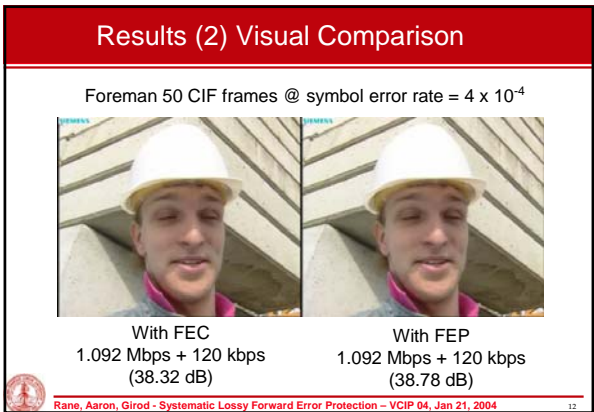 Results (2) Visual Comparison
Foreman 50 CIF frames @ symbol error rate = 4 x 10⁻⁴
SIEMENS
SIEMENS
With FEC
1.092 Mbps + 120 kbps
(38.32 dB)
With FEP
1.092 Mbps + 120 kbps
(38.78 dB)
Rane, Aaron, Girod - Systematic Lossy Forward Error Protection – VCIP 04, Jan 21, 2004
12